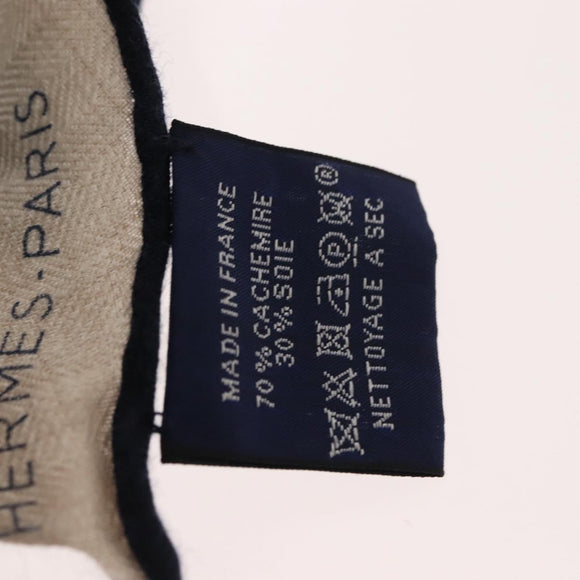 HERMES-PARIS
MADE IN FRANCE
70% CACHEMIRE
30% SOIE
®
NETTOYAGE A SEC